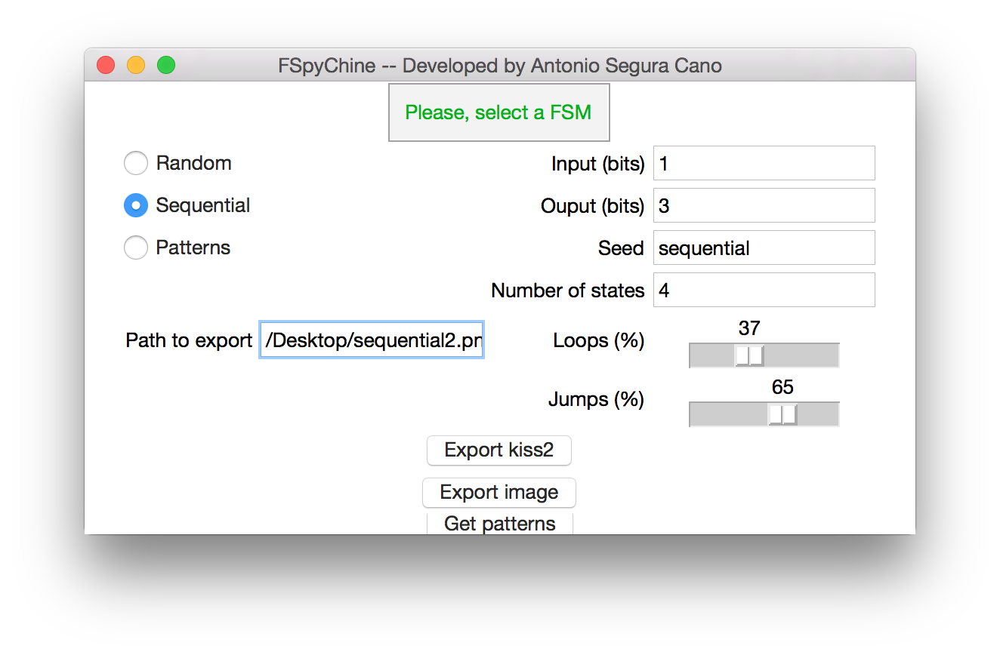 FSpyChine -- Developed by Antonio Segura Cano
Please, select a FSM
Random
Input (bits) 1
Sequential
Ouput (bits) 3
Patterns
Seed sequential
Number of states 4
Path to export /Desktop/sequential2.pn
Loops (%) 37
Jumps (%) 65
Export kiss2
Export image
Get patterns